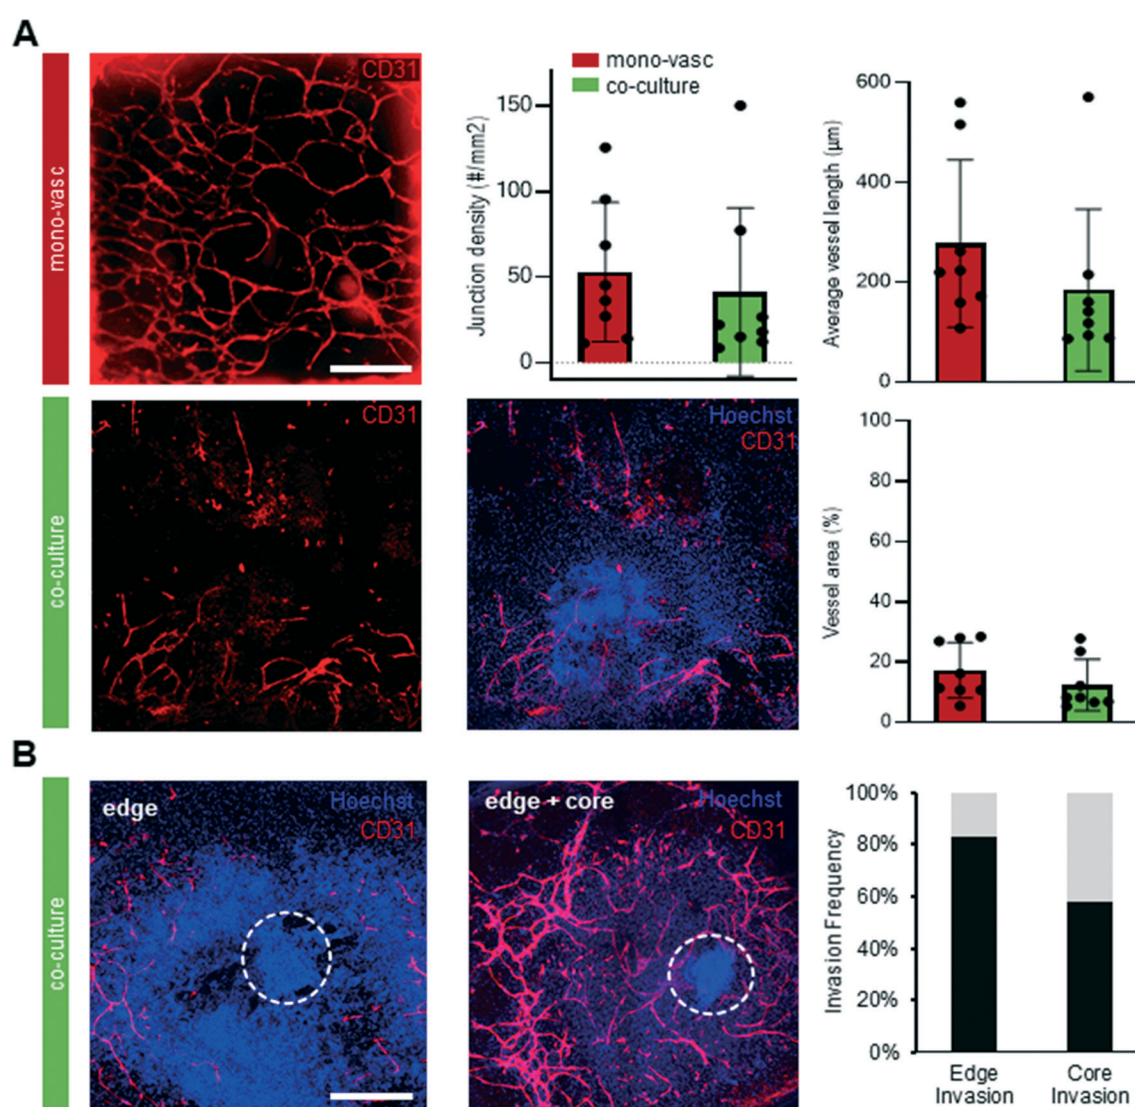 A
mono-vasc
CD31
mono-vasc
co-culture
Junction density (#/mm2)
150
100
50
0
Average vessel length (µm)
600
400
200
0
co-culture
CD31
Hoechst
CD31
Vessel area (%)
100
80
60
40
20
0
B
co-culture
edge
Hoechst
CD31
edge + core
Hoechst
CD31
Invasion Frequency
100%
80%
60%
40%
20%
0%
Edge
Invasion
Core
Invasion